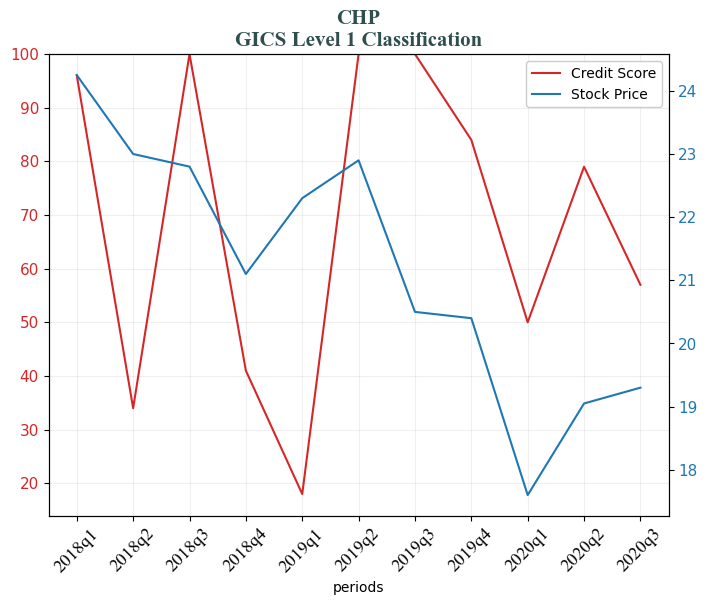 CHP
GICS Level 1 Classification
100
90
80
70
60
50
40
30
20
24
23
22
21
20
19
18
Credit Score
Stock Price
2018q1
2018q2
2018q3
2018q4
2019q1
2019q2
2019q3
2019q4
2020q1
2020q2
2020q3
periods